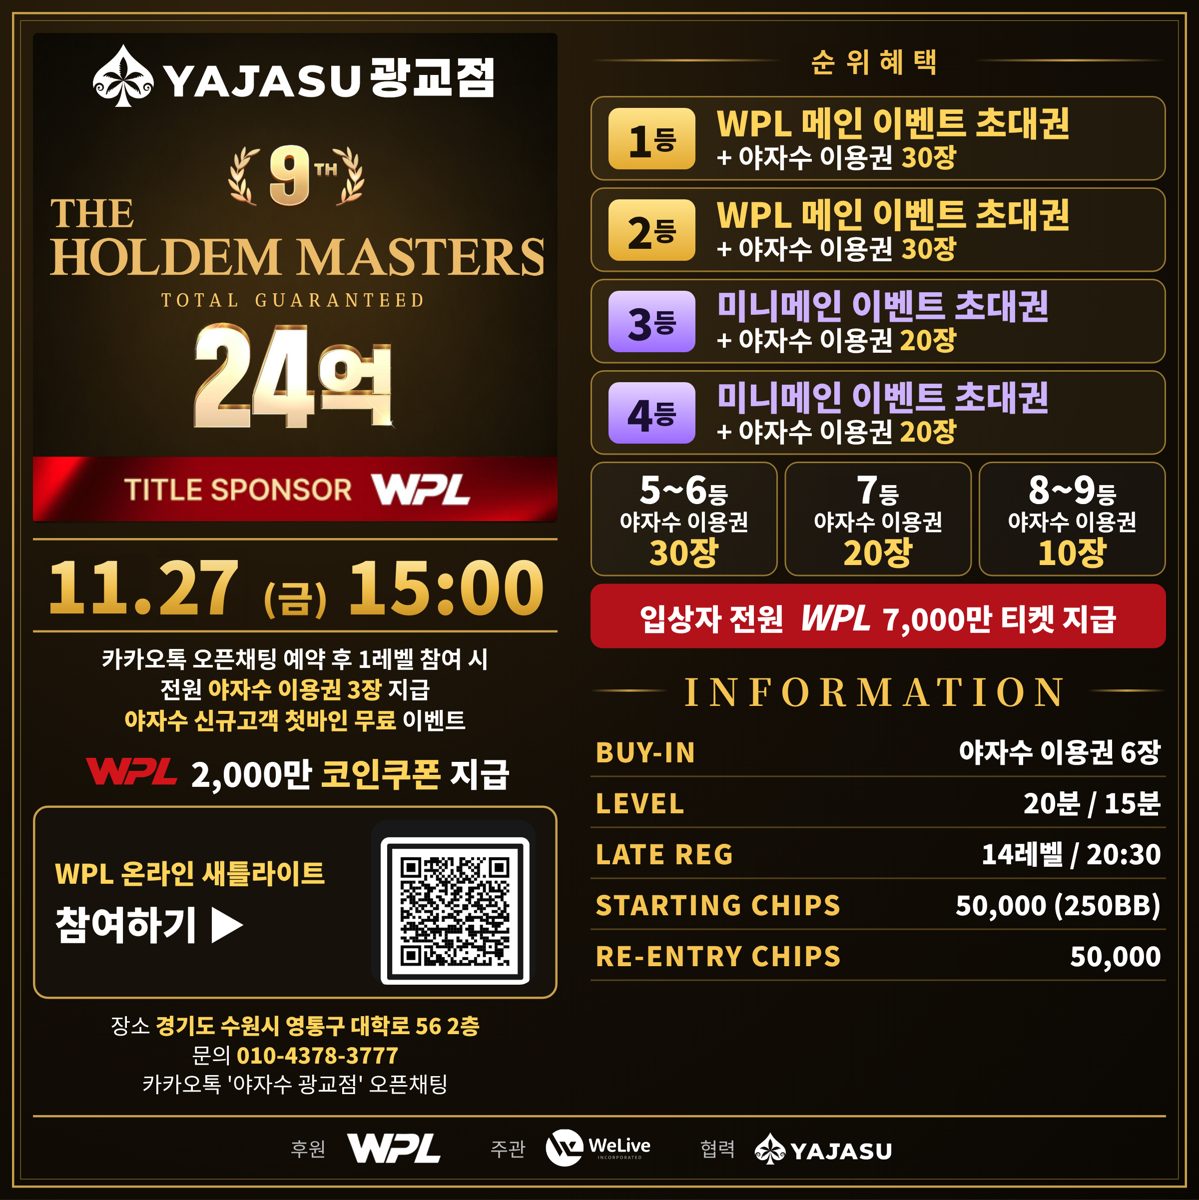 YAJASU 광교점
9TH
THE
HOLDEM MASTERS
TOTAL GUARANTEED
24억
TITLE SPONSOR WPL
11.27 (금) 15:00
카카오톡 오픈채팅 예약 후 1레벨 참여 시
전원 야자수 이용권 3장 지급
야자수 신규고객 첫바인 무료 이벤트
WPL 2,000만 코인쿠폰 지급
WPL 온라인 새틀라이트
참여하기 ▶
장소 경기도 수원시 영통구 대학로 56 2층
문의 010-4378-3777
카카오톡 '야자수 광교점' 오픈채팅
순위혜택
1등 WPL 메인 이벤트 초대권
+ 야자수 이용권 30장
2등 WPL 메인 이벤트 초대권
+ 야자수 이용권 30장
3등 미니메인 이벤트 초대권
+ 야자수 이용권 20장
4등 미니메인 이벤트 초대권
+ 야자수 이용권 20장
5~6등
야자수 이용권
30장
7등
야자수 이용권
20장
8~9등
야자수 이용권
10장
입상자 전원 WPL 7,000만 티켓 지급
INFORMATION
BUY-IN 야자수 이용권 6장
LEVEL 20분 / 15분
LATE REG 14레벨 / 20:30
STARTING CHIPS 50,000 (250BB)
RE-ENTRY CHIPS 50,000
후원 WPL 주관 WeLive INCORPORATED 협력 YAJASU